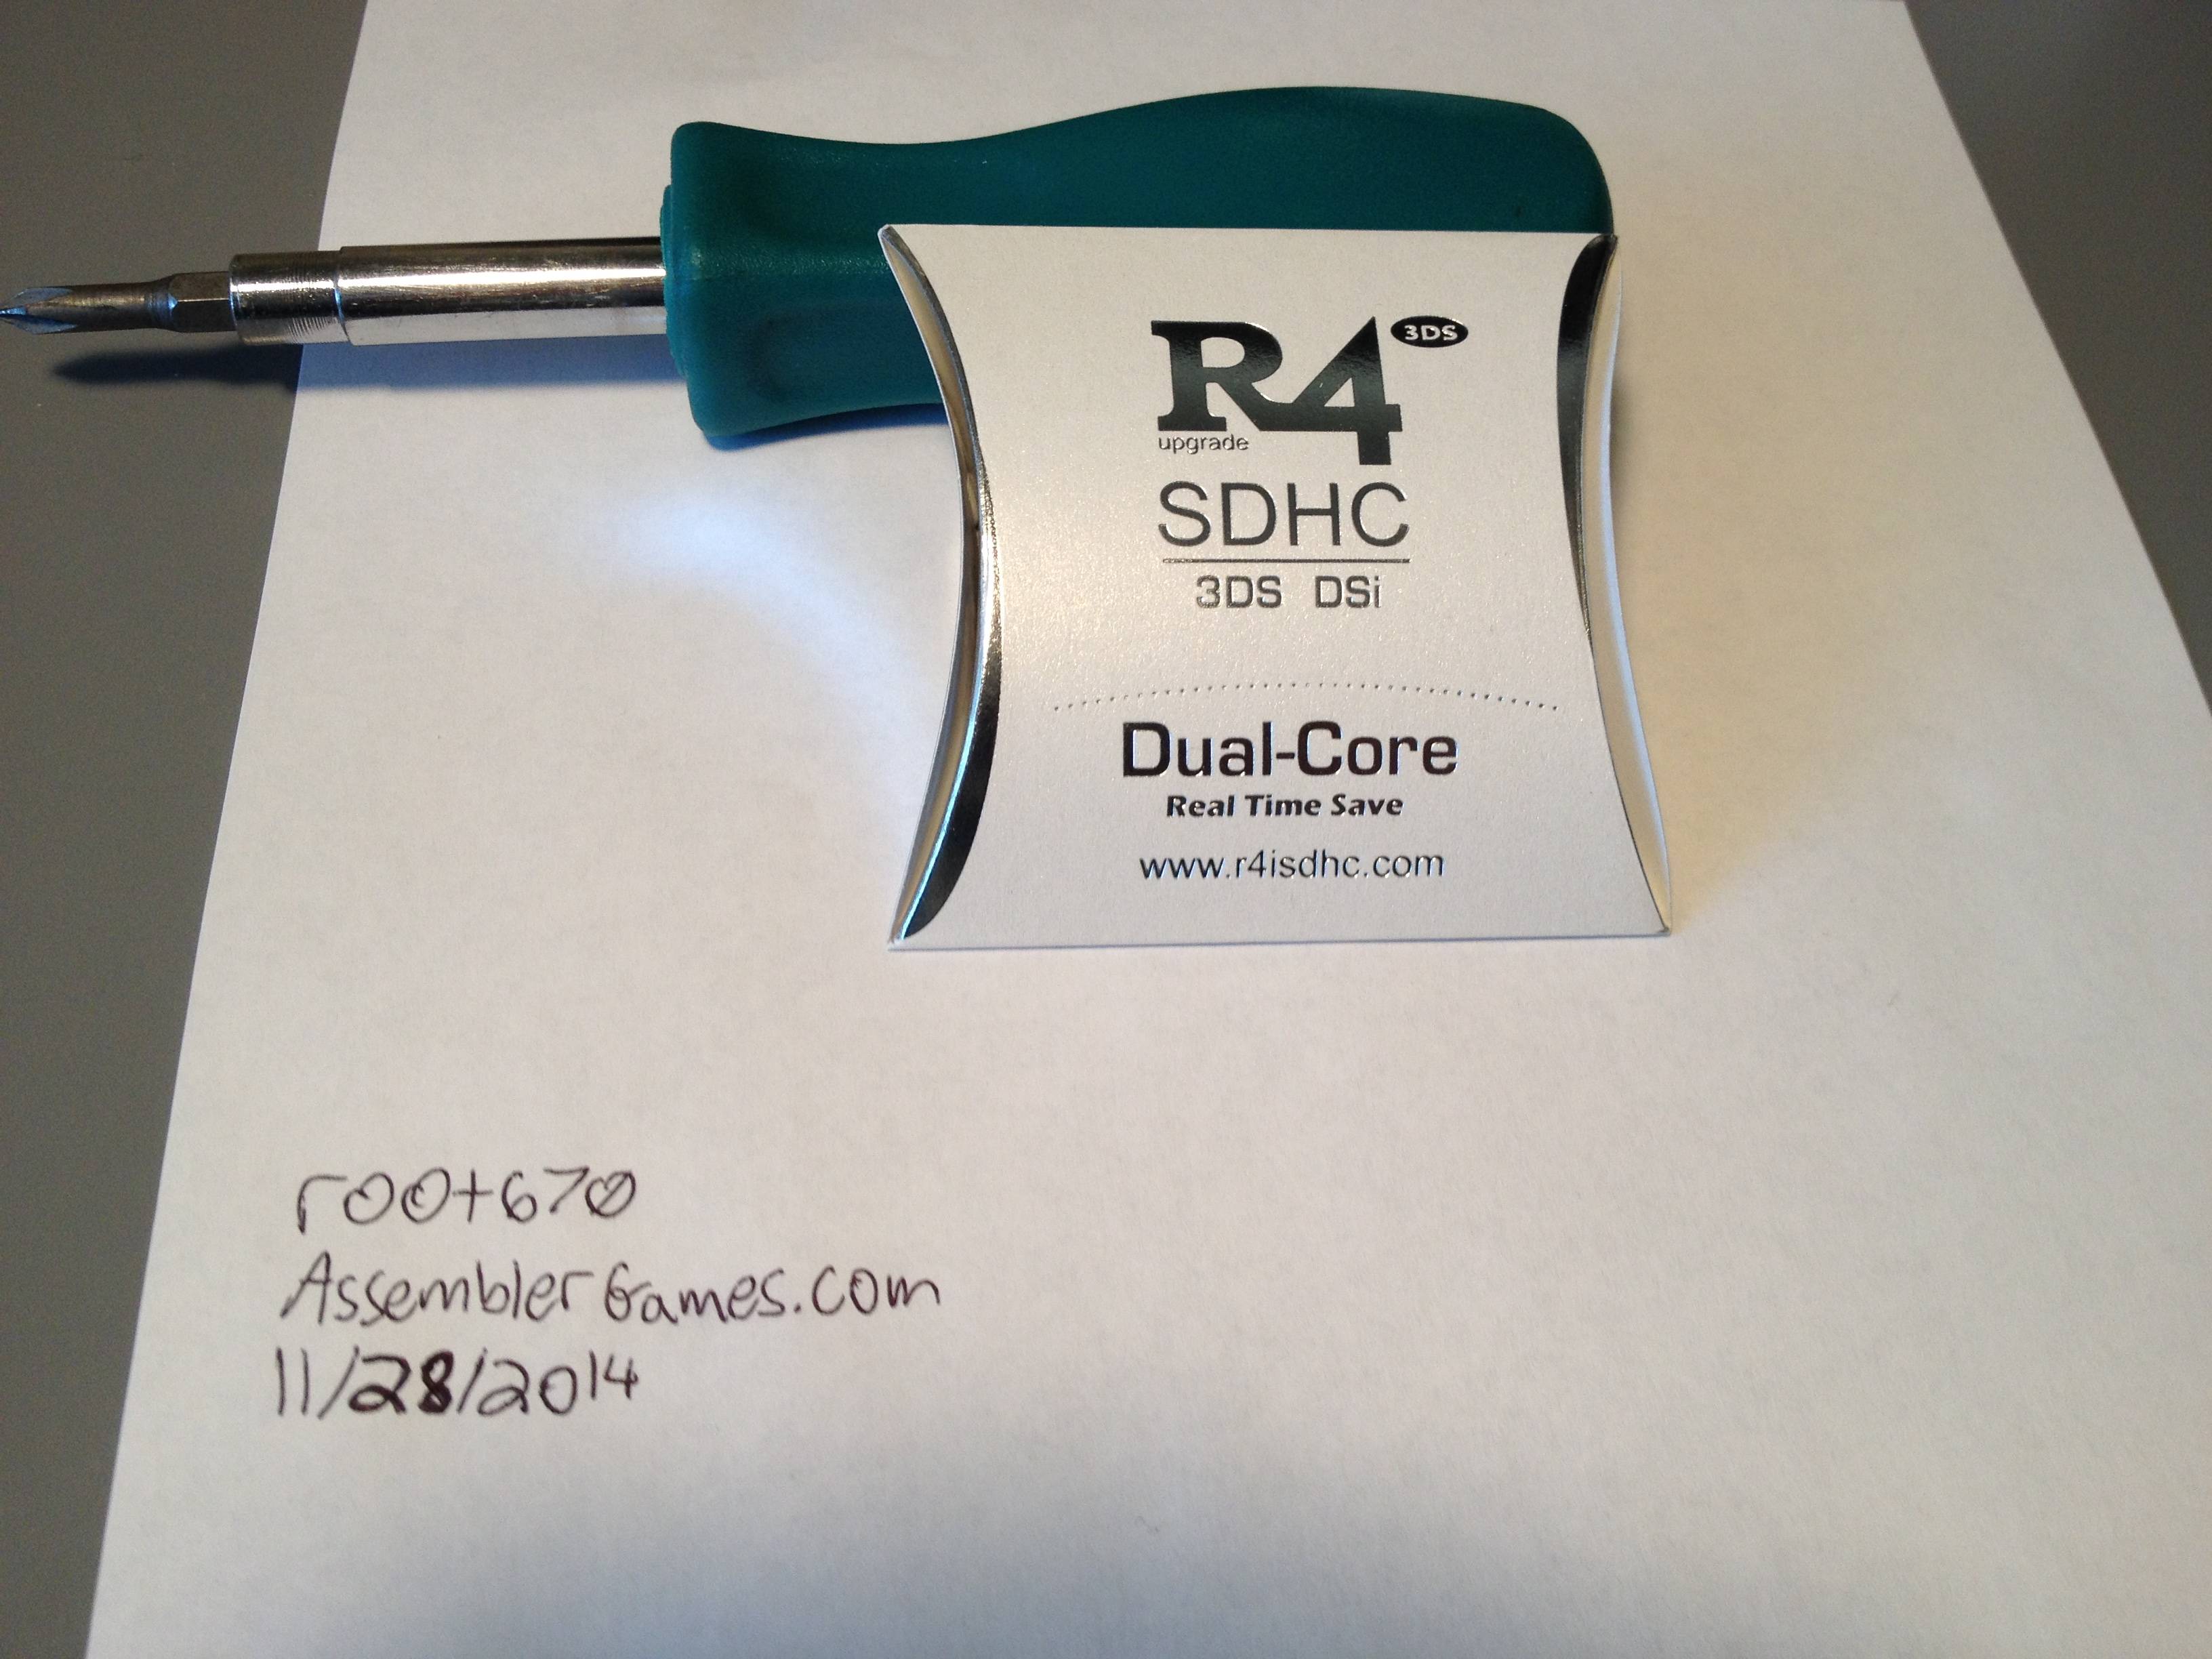 R4 3DS
upgrade
SDHC
3DS DSi
Dual-Core
Real Time Save
www.r4isdhc.com
r00t670
AssemblerGames.com
11/28/2014